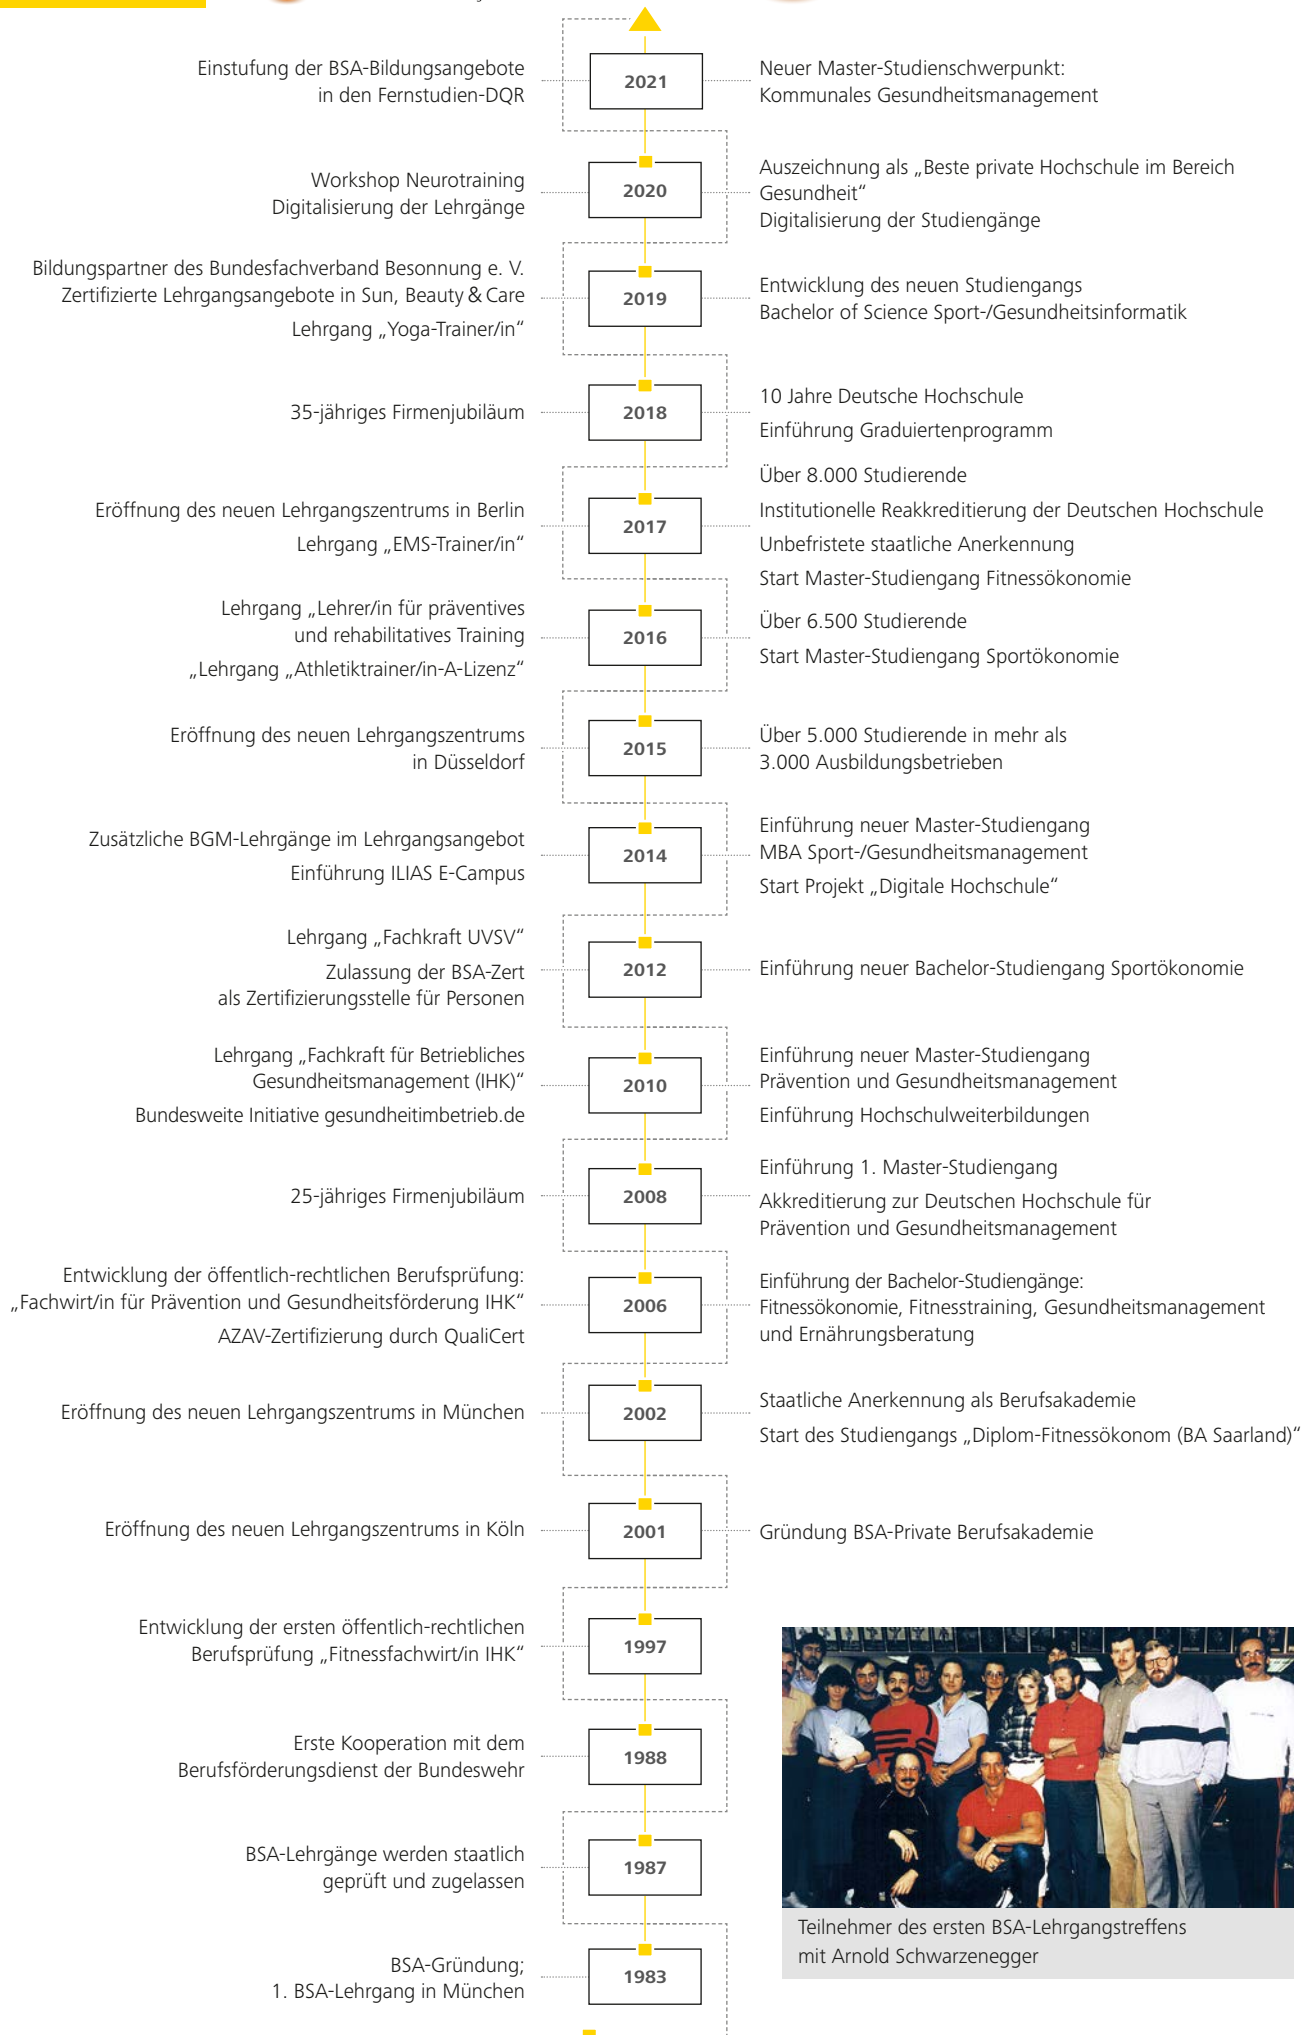 Einstufung der BSA-Bildungsangebote
in den Fernstudien-DQR
2021
Neuer Master-Studienschwerpunkt:
Kommunales Gesundheitsmanagement
Workshop Neurotraining
Digitalisierung der Lehrgänge
2020
Auszeichnung als „Beste private Hochschule im Bereich
Gesundheit“
Digitalisierung der Studiengänge
Bildungspartner des Bundesfachverband Besonnung e. V.
Zertifizierte Lehrgangsangebote in Sun, Beauty & Care
Lehrgang „Yoga-Trainer/in“
2019
Entwicklung des neuen Studiengangs
Bachelor of Science Sport-/Gesundheitsinformatik
35-jähriges Firmenjubiläum
2018
10 Jahre Deutsche Hochschule
Einführung Graduiertenprogramm
Eröffnung des neuen Lehrgangszentrums in Berlin
Lehrgang „EMS-Trainer/in“
2017
Über 8.000 Studierende
Institutionelle Reakkreditierung der Deutschen Hochschule
Unbefristete staatliche Anerkennung
Start Master-Studiengang Fitnessökonomie
Lehrgang „Lehrer/in für präventives
und rehabilitatives Training
„Lehrgang „Athletiktrainer/in-A-Lizenz“
2016
Über 6.500 Studierende
Start Master-Studiengang Sportökonomie
Eröffnung des neuen Lehrgangszentrums
in Düsseldorf
2015
Über 5.000 Studierende in mehr als
3.000 Ausbildungsbetrieben
Zusätzliche BGM-Lehrgänge im Lehrgangsangebot
Einführung ILIAS E-Campus
2014
Einführung neuer Master-Studiengang
MBA Sport-/Gesundheitsmanagement
Start Projekt „Digitale Hochschule“
Lehrgang „Fachkraft UVSV“
Zulassung der BSA-Zert
als Zertifizierungsstelle für Personen
2012
Einführung neuer Bachelor-Studiengang Sportökonomie
Lehrgang „Fachkraft für Betriebliches
Gesundheitsmanagement (IHK)“
Bundesweite Initiative gesundheitimbetrieb.de
2010
Einführung neuer Master-Studiengang
Prävention und Gesundheitsmanagement
Einführung Hochschulweiterbildungen
25-jähriges Firmenjubiläum
2008
Einführung 1. Master-Studiengang
Akkreditierung zur Deutschen Hochschule für
Prävention und Gesundheitsmanagement
Entwicklung der öffentlich-rechtlichen Berufsprüfung:
„Fachwirt/in für Prävention und Gesundheitsförderung IHK“
AZAV-Zertifizierung durch QualiCert
2006
Einführung der Bachelor-Studiengänge:
Fitnessökonomie, Fitnesstraining, Gesundheitsmanagement
und Ernährungsberatung
Eröffnung des neuen Lehrgangszentrums in München
2002
Staatliche Anerkennung als Berufsakademie
Start des Studiengangs „Diplom-Fitnessökonom (BA Saarland)“
Eröffnung des neuen Lehrgangszentrums in Köln
2001
Gründung BSA-Private Berufsakademie
Entwicklung der ersten öffentlich-rechtlichen
Berufsprüfung „Fitnessfachwirt/in IHK“
1997
Erste Kooperation mit dem
Berufsförderungsdienst der Bundeswehr
1988
BSA-Lehrgänge werden staatlich
geprüft und zugelassen
1987
Teilnehmer des ersten BSA-Lehrgangstreffens
mit Arnold Schwarzenegger
BSA-Gründung;
1. BSA-Lehrgang in München
1983